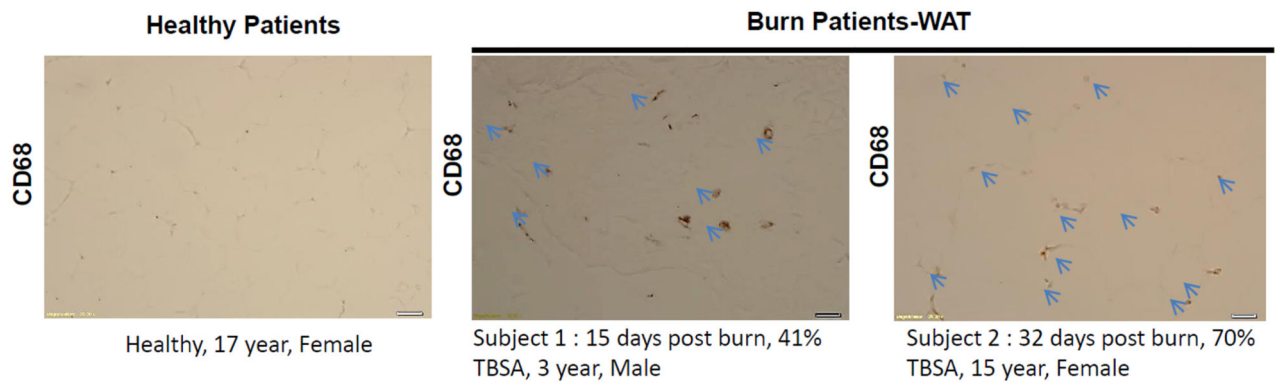 Healthy Patients
Burn Patients-WAT
CD68
CD68
CD68
Healthy, 17 year, Female
Subject 1 : 15 days post burn, 41%
TBSA, 3 year, Male
Subject 2 : 32 days post burn, 70%
TBSA, 15 year, Female